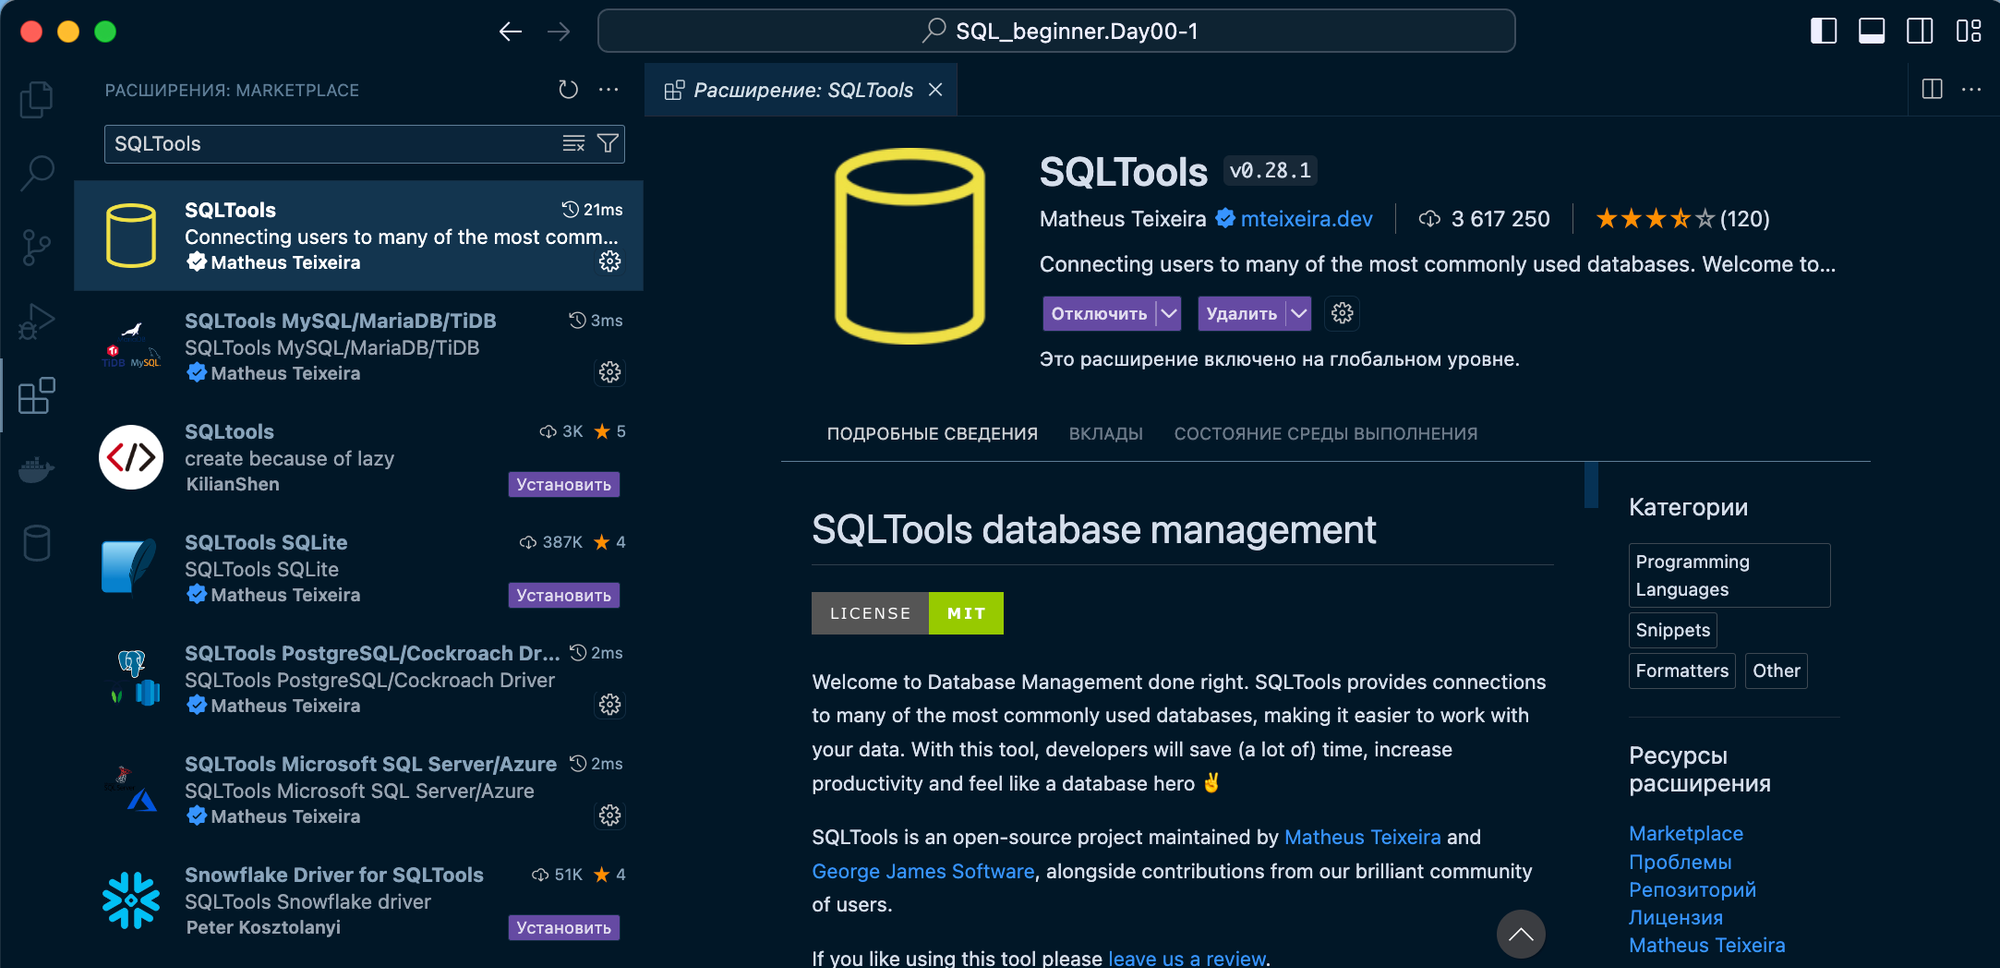 SQL_beginner.Day00-1
РАСШИРЕНИЯ: MARKETPLACE
SQLTools
SQLTools 21ms
Connecting users to many of the most comm...
Matheus Teixeira
SQLTools MySQL/MariaDB/TiDB 3ms
SQLTools MySQL/MariaDB/TiDB
TiDB MySQL
Matheus Teixeira
SQLtools 3K 5
create because of lazy
KilianShen Установить
SQLTools SQLite 387K 4
SQLTools SQLite
Matheus Teixeira Установить
SQLTools PostgreSQL/Cockroach Dr... 2ms
SQLTools PostgreSQL/Cockroach Driver
Matheus Teixeira
SQLTools Microsoft SQL Server/Azure 2ms
SQLTools Microsoft SQL Server/Azure
Matheus Teixeira
Snowflake Driver for SQLTools 51K 4
SQLTools Snowflake driver
Peter Kosztolanyi Установить
Расширение: SQLTools
SQLTools v0.28.1
Matheus Teixeira mteixeira.dev 3 617 250 (120)
Connecting users to many of the most commonly used databases. Welcome to...
Отключить Удалить
Это расширение включено на глобальном уровне.
ПОДРОБНЫЕ СВЕДЕНИЯ ВКЛАДЫ СОСТОЯНИЕ СРЕДЫ ВЫПОЛНЕНИЯ
SQLTools database management
LICENSE MIT
Welcome to Database Management done right. SQLTools provides connections
to many of the most commonly used databases, making it easier to work with
your data. With this tool, developers will save (a lot of) time, increase
productivity and feel like a database hero ✌
SQLTools is an open-source project maintained by Matheus Teixeira and
George James Software, alongside contributions from our brilliant community
of users.
If you like using this tool please leave us a review.
Категории
Programming
Languages
Snippets
Formatters Other
Ресурсы
расширения
Marketplace
Проблемы
Репозиторий
Лицензия
Matheus Teixeira